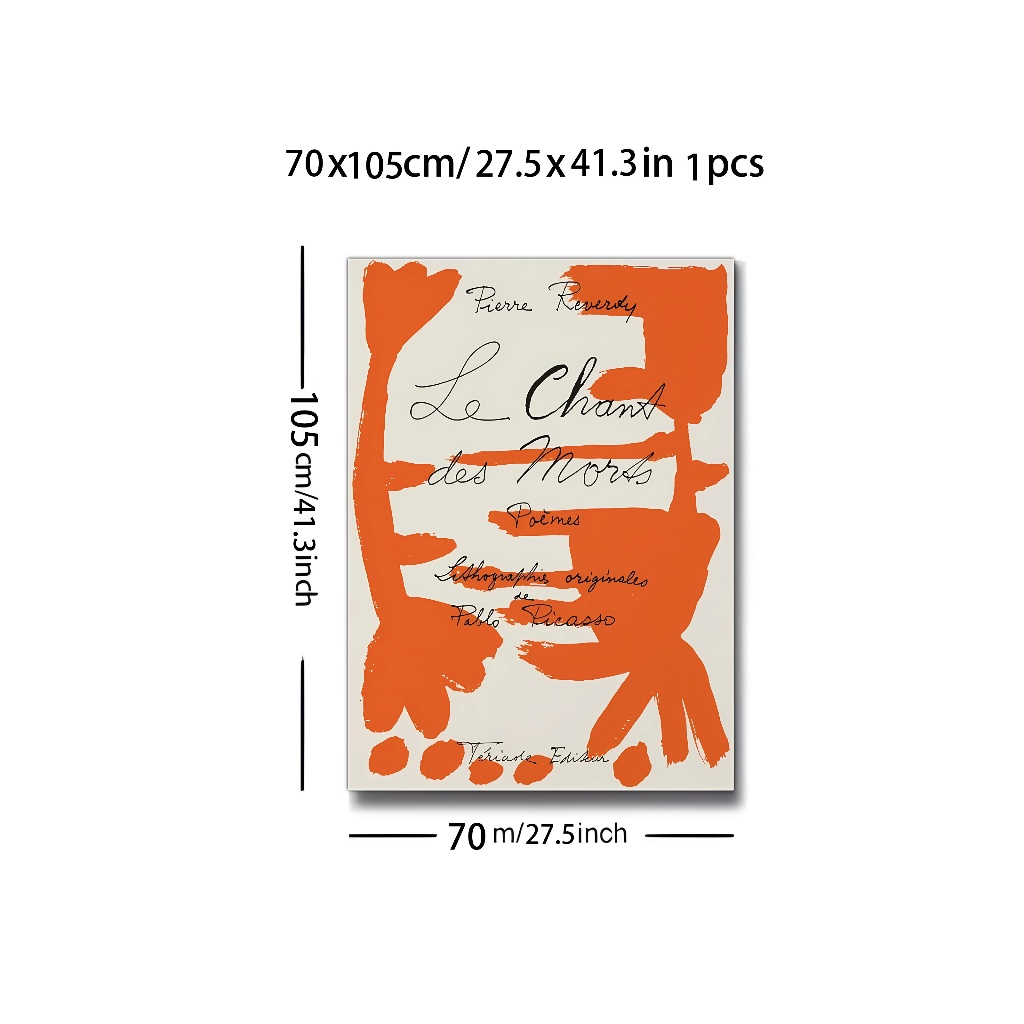 70x105cm/ 27.5x41.3in 1pcs
105cm/41.3inch
Pierre Reverdy
Le Chant
des Morts
Poèmes
Lithographies originales
de
Pablo Picasso
Tériade Editeur
70 m/27.5inch